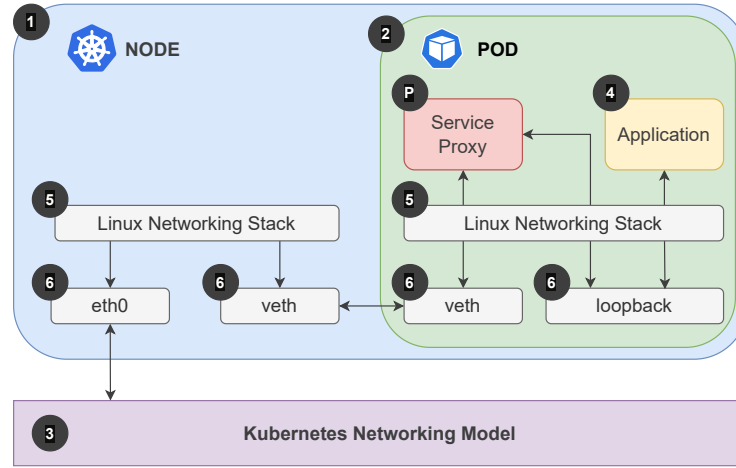 1
NODE
2
POD
P
Service
Proxy
4
Application
5
Linux Networking Stack
5
Linux Networking Stack
6
eth0
6
veth
6
veth
6
loopback
3
Kubernetes Networking Model